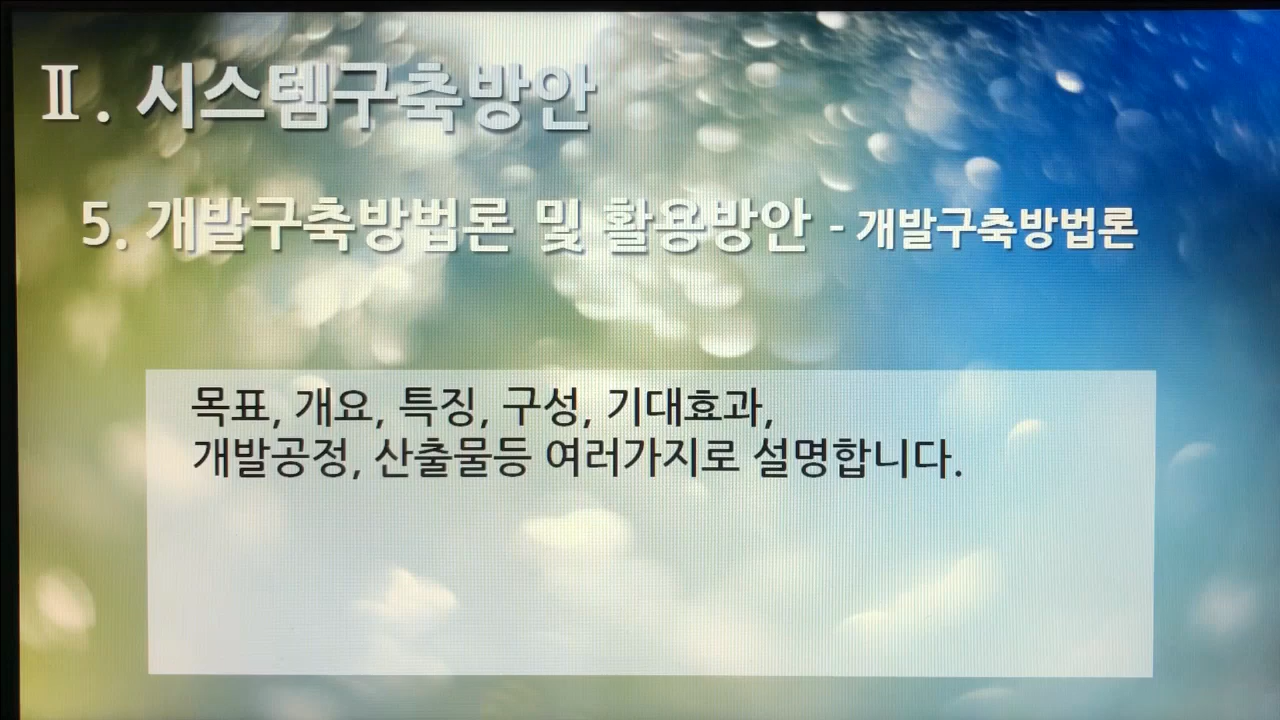 Ⅱ. 시스템구축방안
5. 개발구축방법론 및 활용방안 - 개발구축방법론
목표, 개요, 특징, 구성, 기대효과,
개발공정, 산출물등 여러가지로 설명합니다.